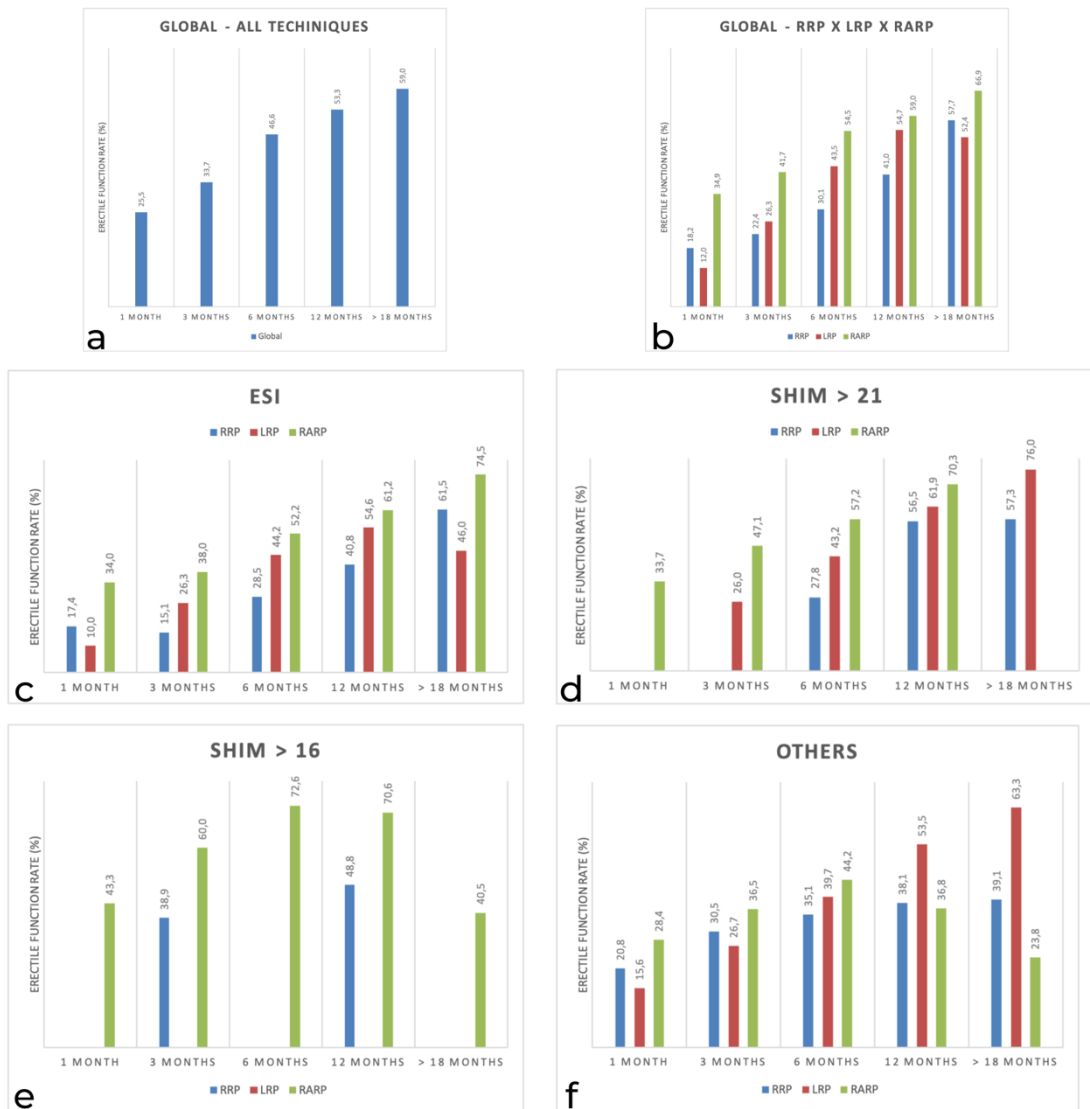 GLOBAL - ALL TECHINIQUES
ERECTILE FUNCTION RATE (%)
25,5
33,7
46,6
53,3
59,0
1 MONTH 3 MONTHS 6 MONTHS 12 MONTHS > 18 MONTHS
Global
a
GLOBAL - RRP X LRP X RARP
ERECTILE FUNCTION RATE (%)
18,2 12,0 34,9
22,4 26,3 41,7
30,1 43,5 54,5
41,0 54,7 59,0
57,7 52,4 66,9
1 MONTH 3 MONTHS 6 MONTHS 12 MONTHS > 18 MONTHS
RRP LRP RARP
b
ESI
RRP LRP RARP
ERECTILE FUNCTION RATE (%)
17,4 10,0 34,0
15,1 26,3 38,0
28,5 44,2 52,2
40,8 54,6 61,2
61,5 46,0 74,5
1 MONTH 3 MONTHS 6 MONTHS 12 MONTHS > 18 MONTHS
c
SHIM > 21
RRP LRP RARP
ERECTILE FUNCTION RATE (%)
33,7
26,0 47,1
27,8 43,2 57,2
56,5 61,9 70,3
57,3 76,0
1 MONTH 3 MONTHS 6 MONTHS 12 MONTHS > 18 MONTHS
d
SHIM > 16
ERECTILE FUNCTION RATE (%)
43,3
38,9 60,0
72,6
48,8 70,6
40,5
1 MONTH 3 MONTHS 6 MONTHS 12 MONTHS > 18 MONTHS
RRP LRP RARP
e
OTHERS
ERECTILE FUNCTION RATE (%)
20,8 15,6 28,4
30,5 26,7 36,5
35,1 39,7 44,2
38,1 53,5 36,8
39,1 63,3 23,8
1 MONTH 3 MONTHS 6 MONTHS 12 MONTHS > 18 MONTHS
RRP LRP RARP
f